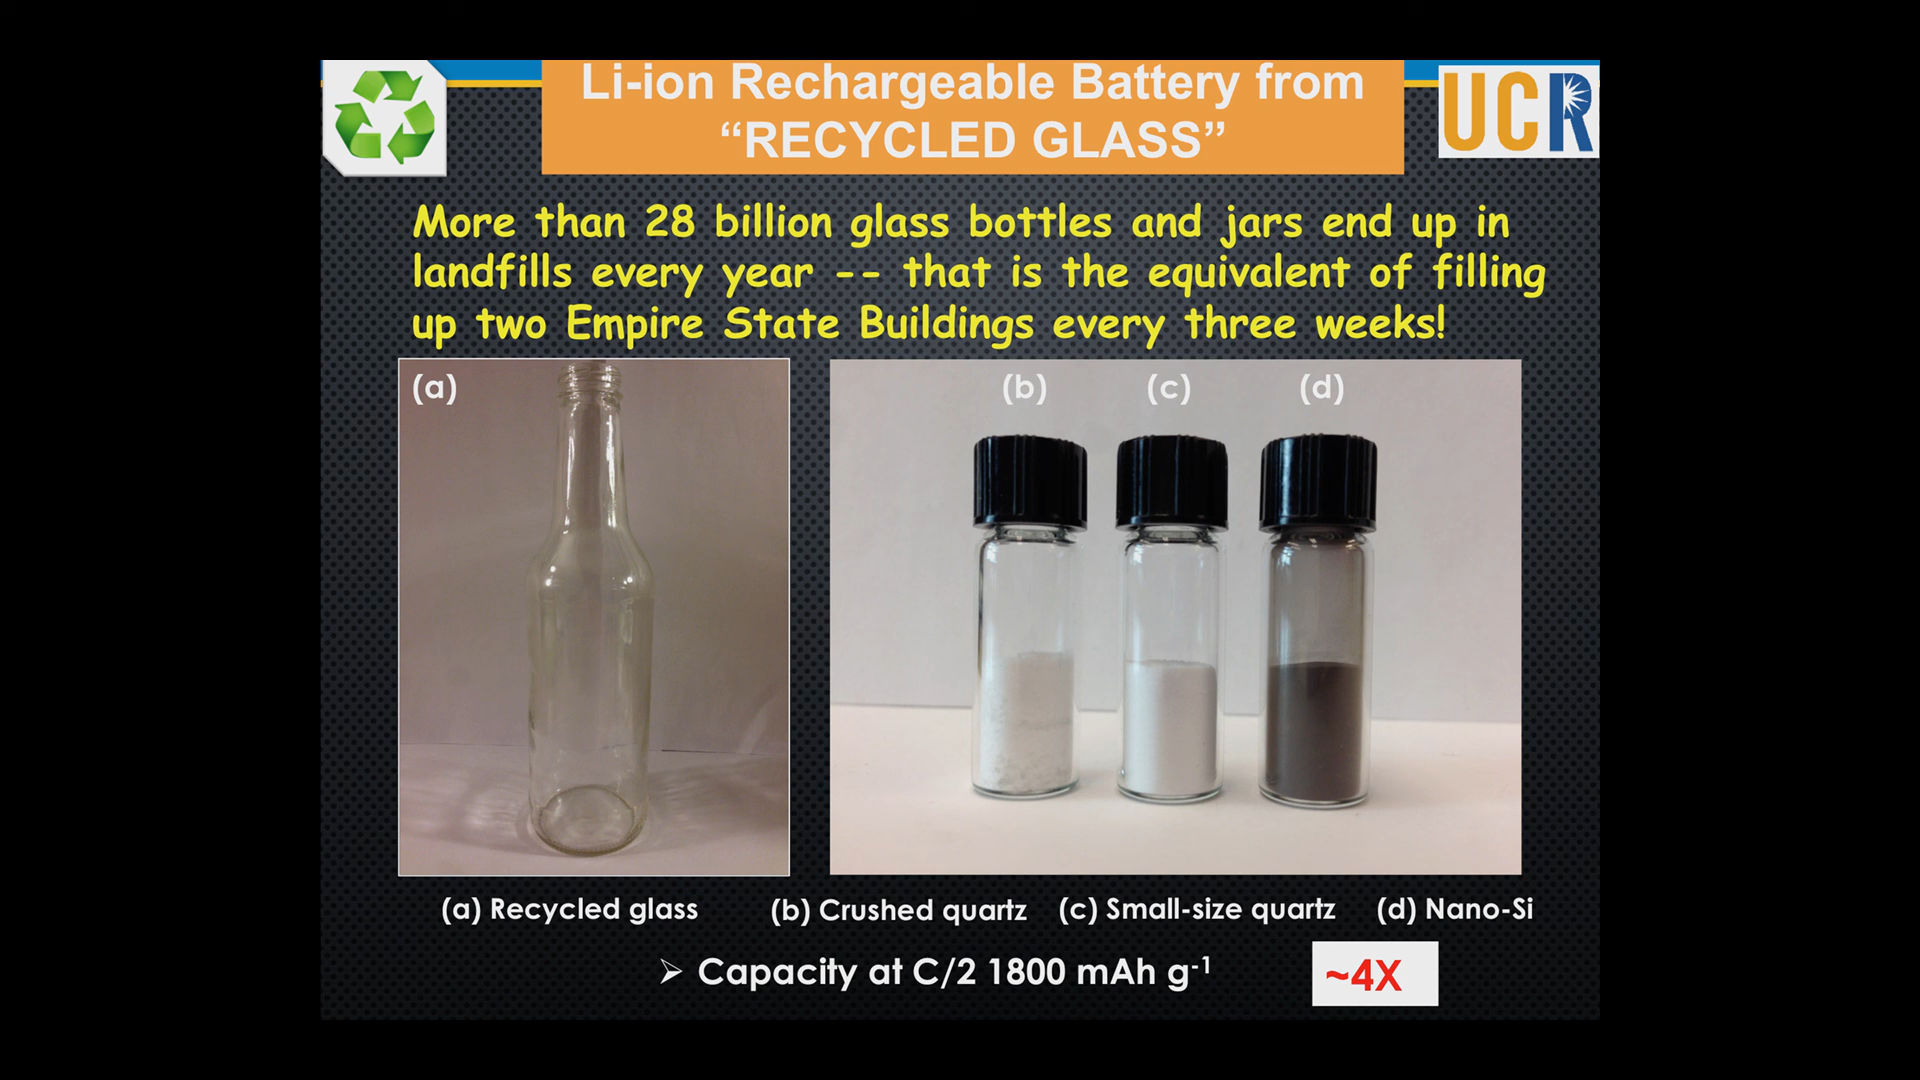 Li-ion Rechargeable Battery from
“RECYCLED GLASS”
UCR
More than 28 billion glass bottles and jars end up in
landfills every year -- that is the equivalent of filling
up two Empire State Buildings every three weeks!
(a)
(b) (c) (d)
(a) Recycled glass (b) Crushed quartz (c) Small-size quartz (d) Nano-Si
➢ Capacity at C/2 1800 mAh g⁻¹ ~4X